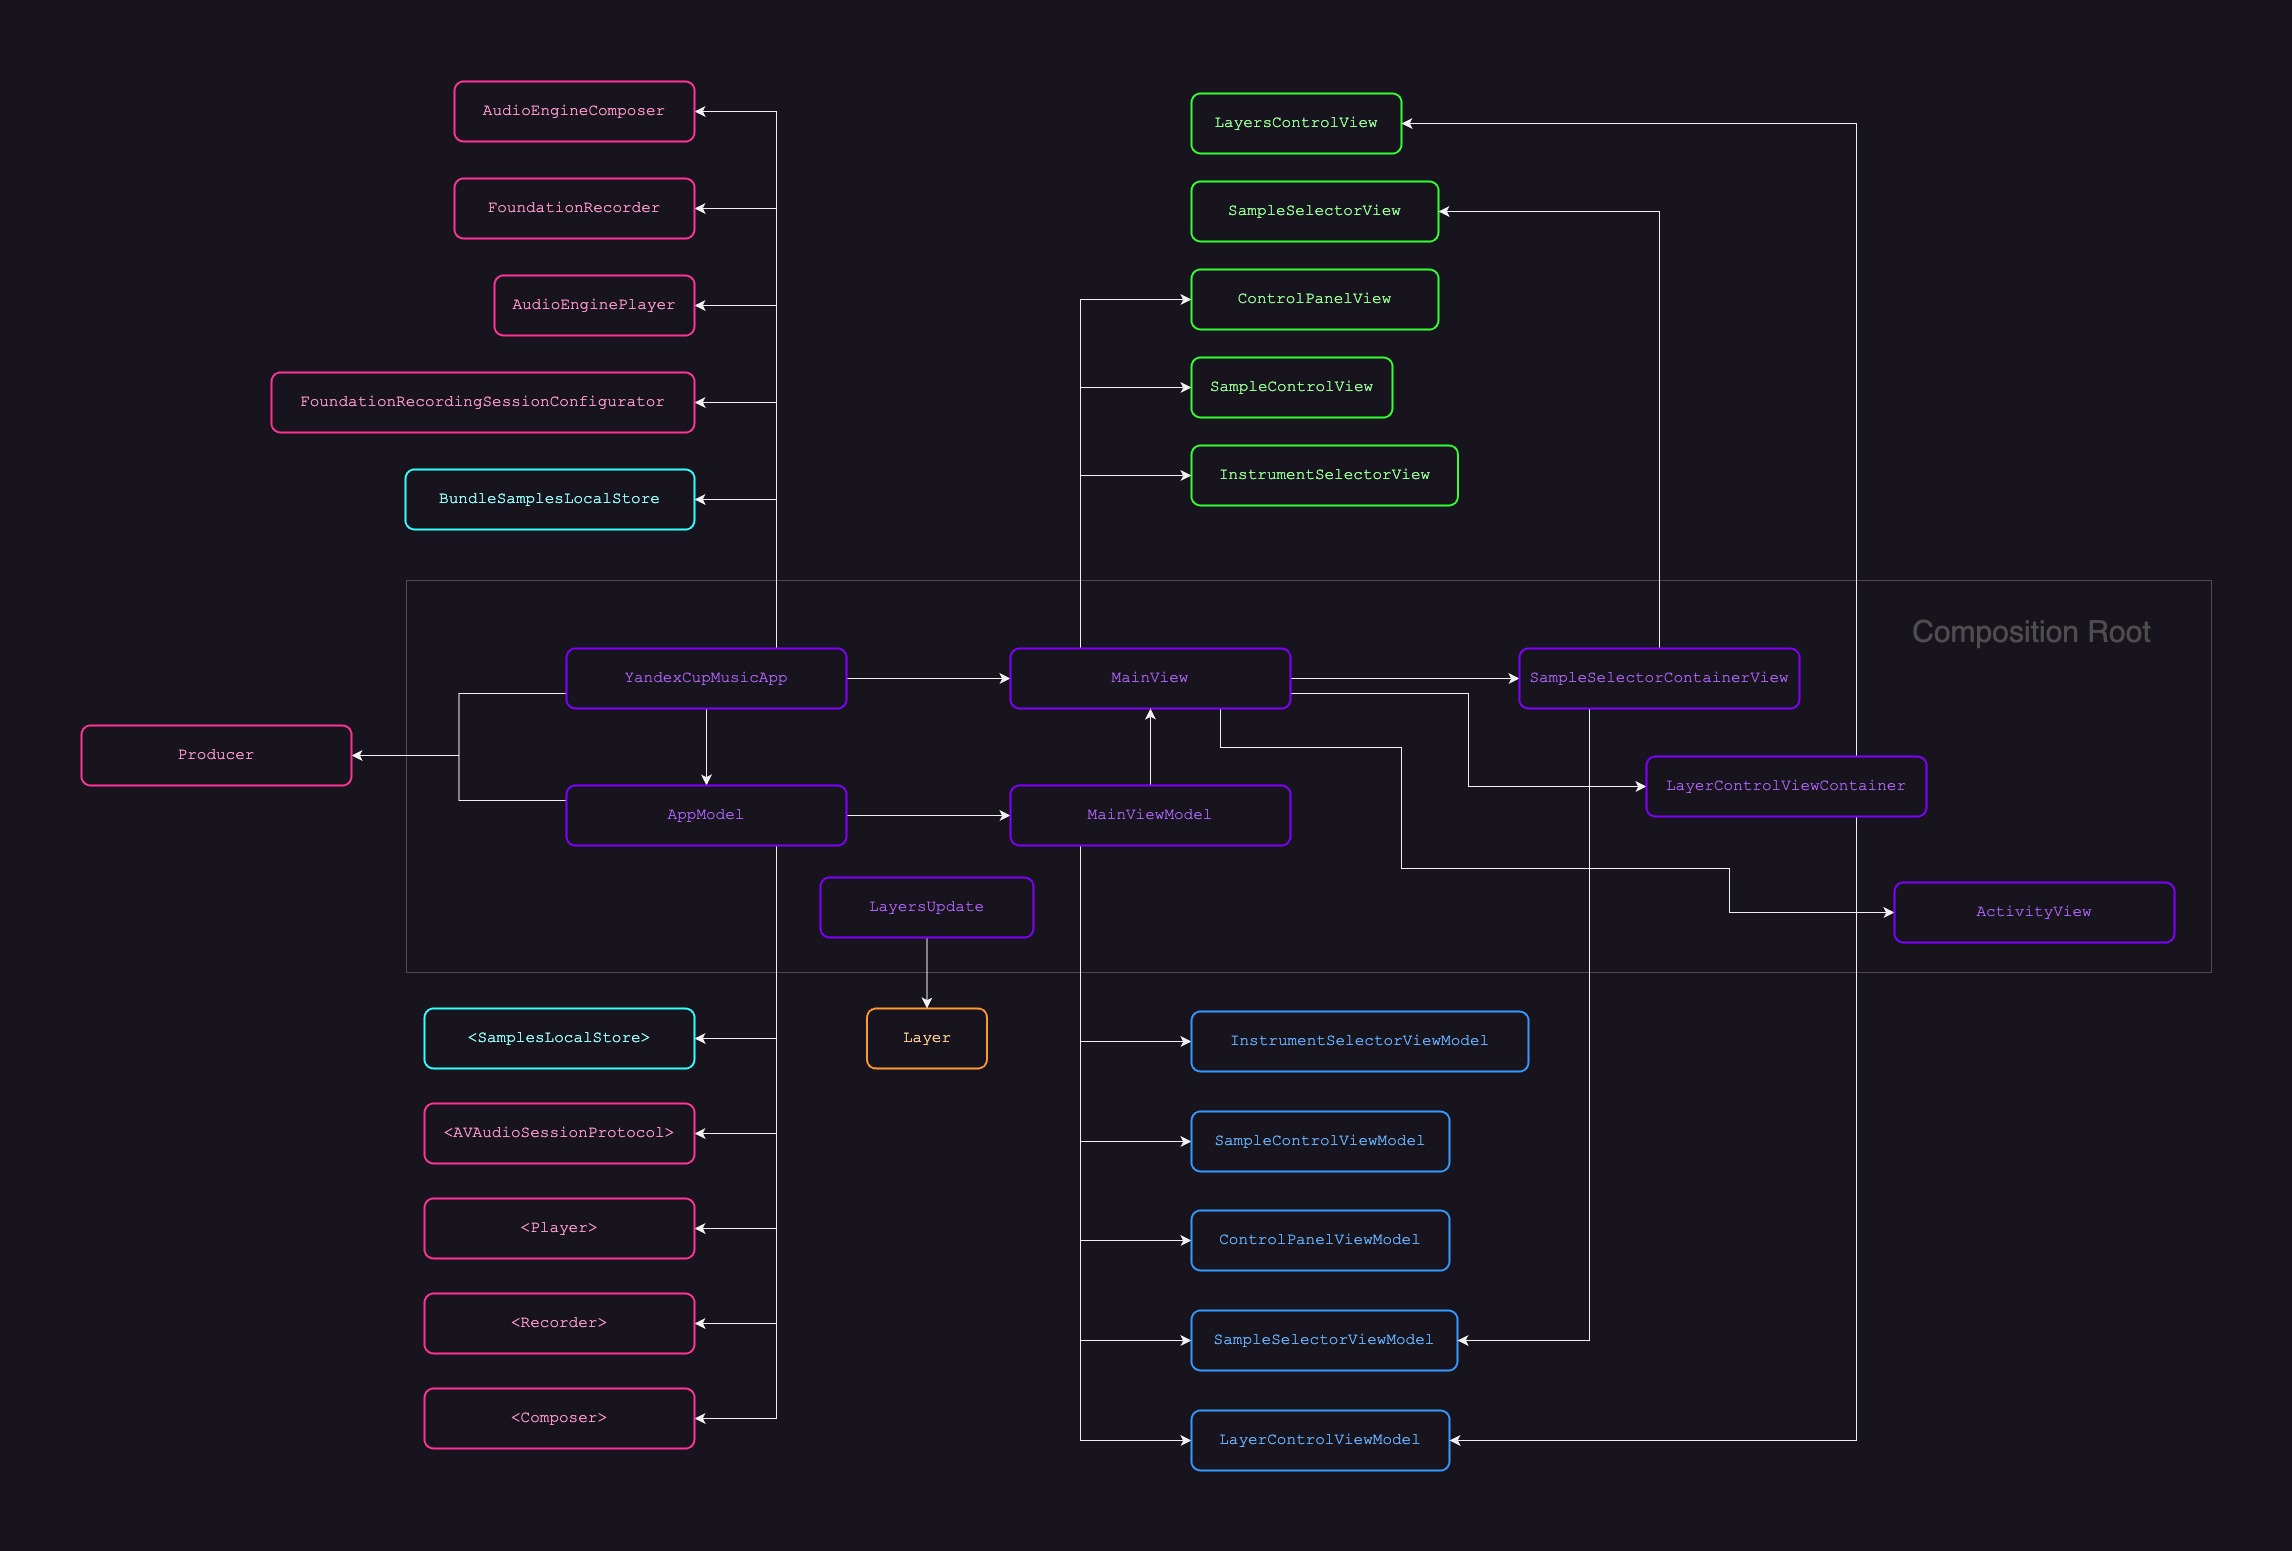 AudioEngineComposer
FoundationRecorder
AudioEnginePlayer
FoundationRecordingSessionConfigurator
BundleSamplesLocalStore
LayersControlView
SampleSelectorView
ControlPanelView
SampleControlView
InstrumentSelectorView
Composition Root
YandexCupMusicApp
MainView
SampleSelectorContainerView
Producer
LayerControlViewContainer
AppModel
MainViewModel
LayersUpdate
ActivityView
<SamplesLocalStore>
Layer
<AVAudioSessionProtocol>
<Player>
<Recorder>
<Composer>
InstrumentSelectorViewModel
SampleControlViewModel
ControlPanelViewModel
SampleSelectorViewModel
LayerControlViewModel